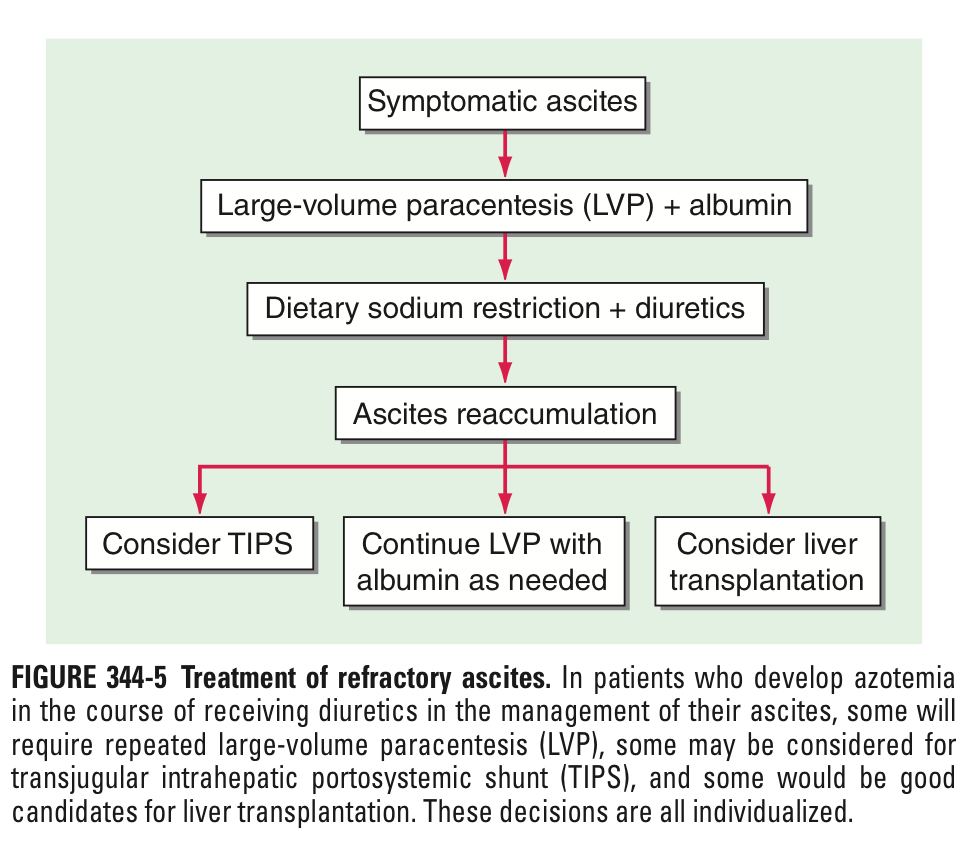 Symptomatic ascites
Large-volume paracentesis (LVP) + albumin
Dietary sodium restriction + diuretics
Ascites reaccumulation
Consider TIPS
Continue LVP with
albumin as needed
Consider liver
transplantation
FIGURE 344-5 Treatment of refractory ascites. In patients who develop azotemia
in the course of receiving diuretics in the management of their ascites, some will
require repeated large-volume paracentesis (LVP), some may be considered for
transjugular intrahepatic portosystemic shunt (TIPS), and some would be good
candidates for liver transplantation. These decisions are all individualized.